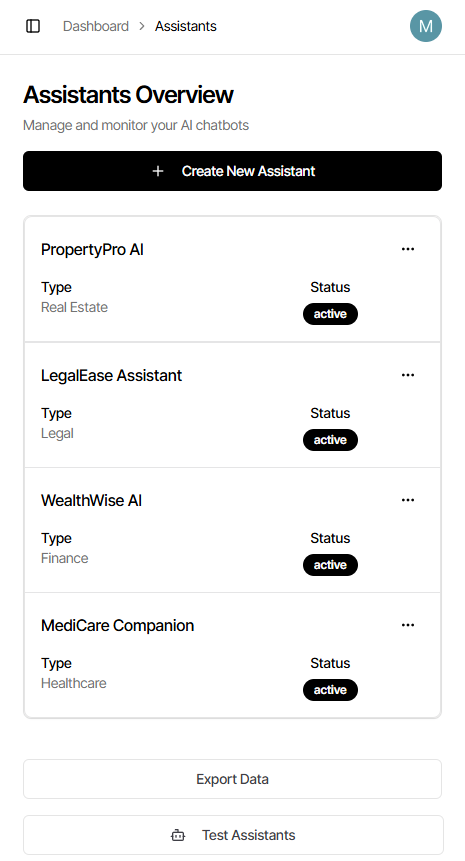 Dashboard > Assistants M
Assistants Overview
Manage and monitor your AI chatbots
+ Create New Assistant
PropertyPro AI ...
Type Status
Real Estate active
LegalEase Assistant ...
Type Status
Legal active
WealthWise AI ...
Type Status
Finance active
MediCare Companion ...
Type Status
Healthcare active
Export Data
Test Assistants